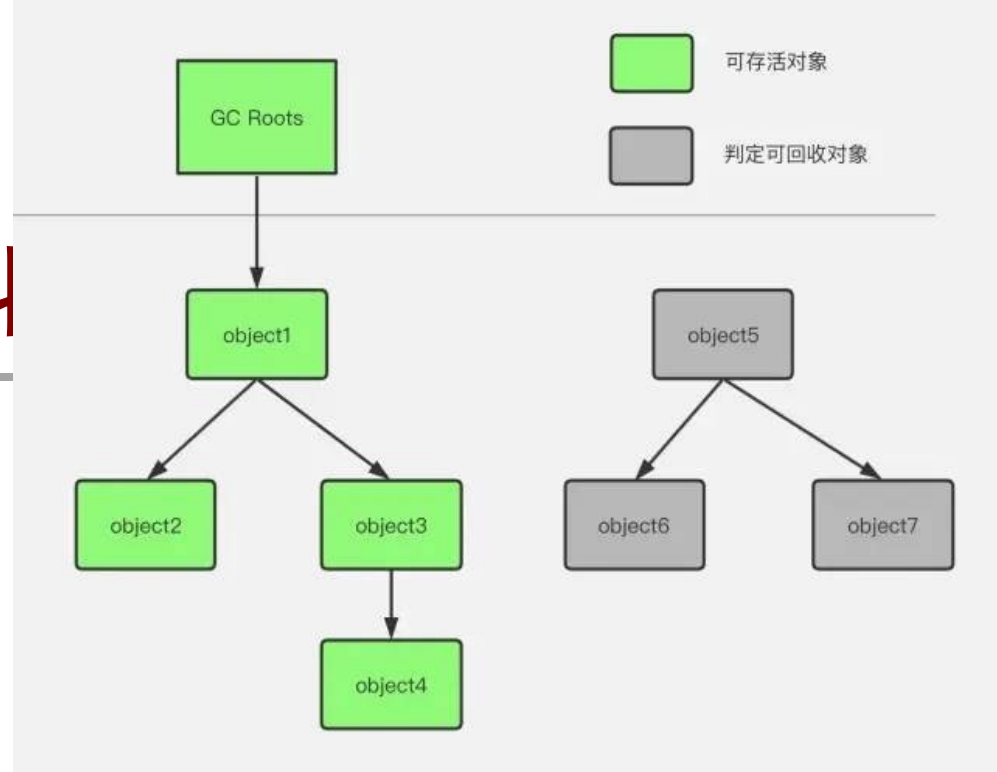 GC Roots
可存活对象
判定可回收对象
object1
object5
object2
object3
object6
object7
object4